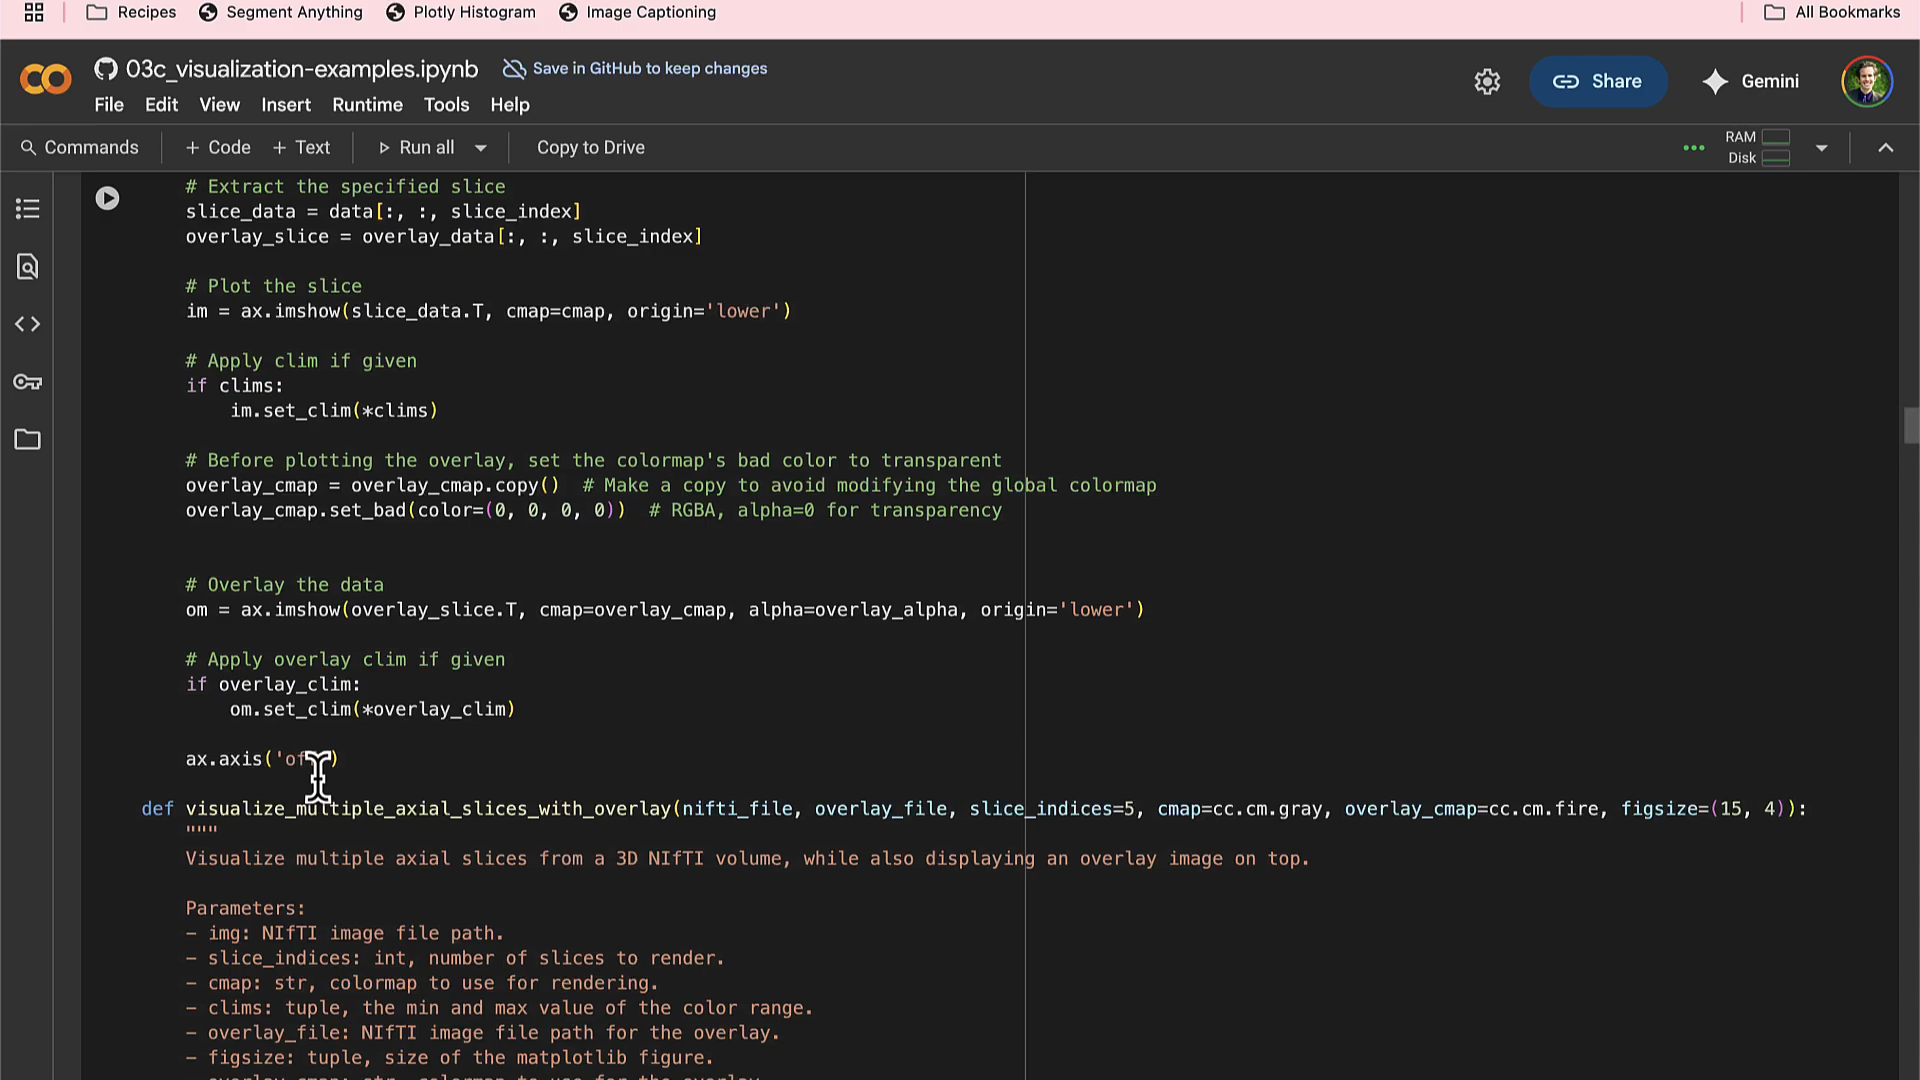 Recipes Segment Anything Plotly Histogram Image Captioning All Bookmarks
03c_visualization-examples.ipynb Save in GitHub to keep changes
Share Gemini
File Edit View Insert Runtime Tools Help
Commands + Code + Text Run all Copy to Drive RAM
Disk
# Extract the specified slice
slice_data = data[:, :, slice_index]
overlay_slice = overlay_data[:, :, slice_index]
# Plot the slice
im = ax.imshow(slice_data.T, cmap=cmap, origin='lower')
# Apply clim if given
if clims:
im.set_clim(*clims)
# Before plotting the overlay, set the colormap's bad color to transparent
overlay_cmap = overlay_cmap.copy()  # Make a copy to avoid modifying the global colormap
overlay_cmap.set_bad(color=(0, 0, 0, 0))  # RGBA, alpha=0 for transparency
# Overlay the data
om = ax.imshow(overlay_slice.T, cmap=overlay_cmap, alpha=overlay_alpha, origin='lower')
# Apply overlay clim if given
if overlay_clim:
om.set_clim(*overlay_clim)
ax.axis('off')
def visualize_multiple_axial_slices_with_overlay(nifti_file, overlay_file, slice_indices=5, cmap=cc.cm.gray, overlay_cmap=cc.cm.fire, figsize=(15, 4)):
"""
Visualize multiple axial slices from a 3D NIfTI volume, while also displaying an overlay image on top.
Parameters:
- img: NIfTI image file path.
- slice_indices: int, number of slices to render.
- cmap: str, colormap to use for rendering.
- clims: tuple, the min and max value of the color range.
- overlay_file: NIfTI image file path for the overlay.
- figsize: tuple, size of the matplotlib figure.